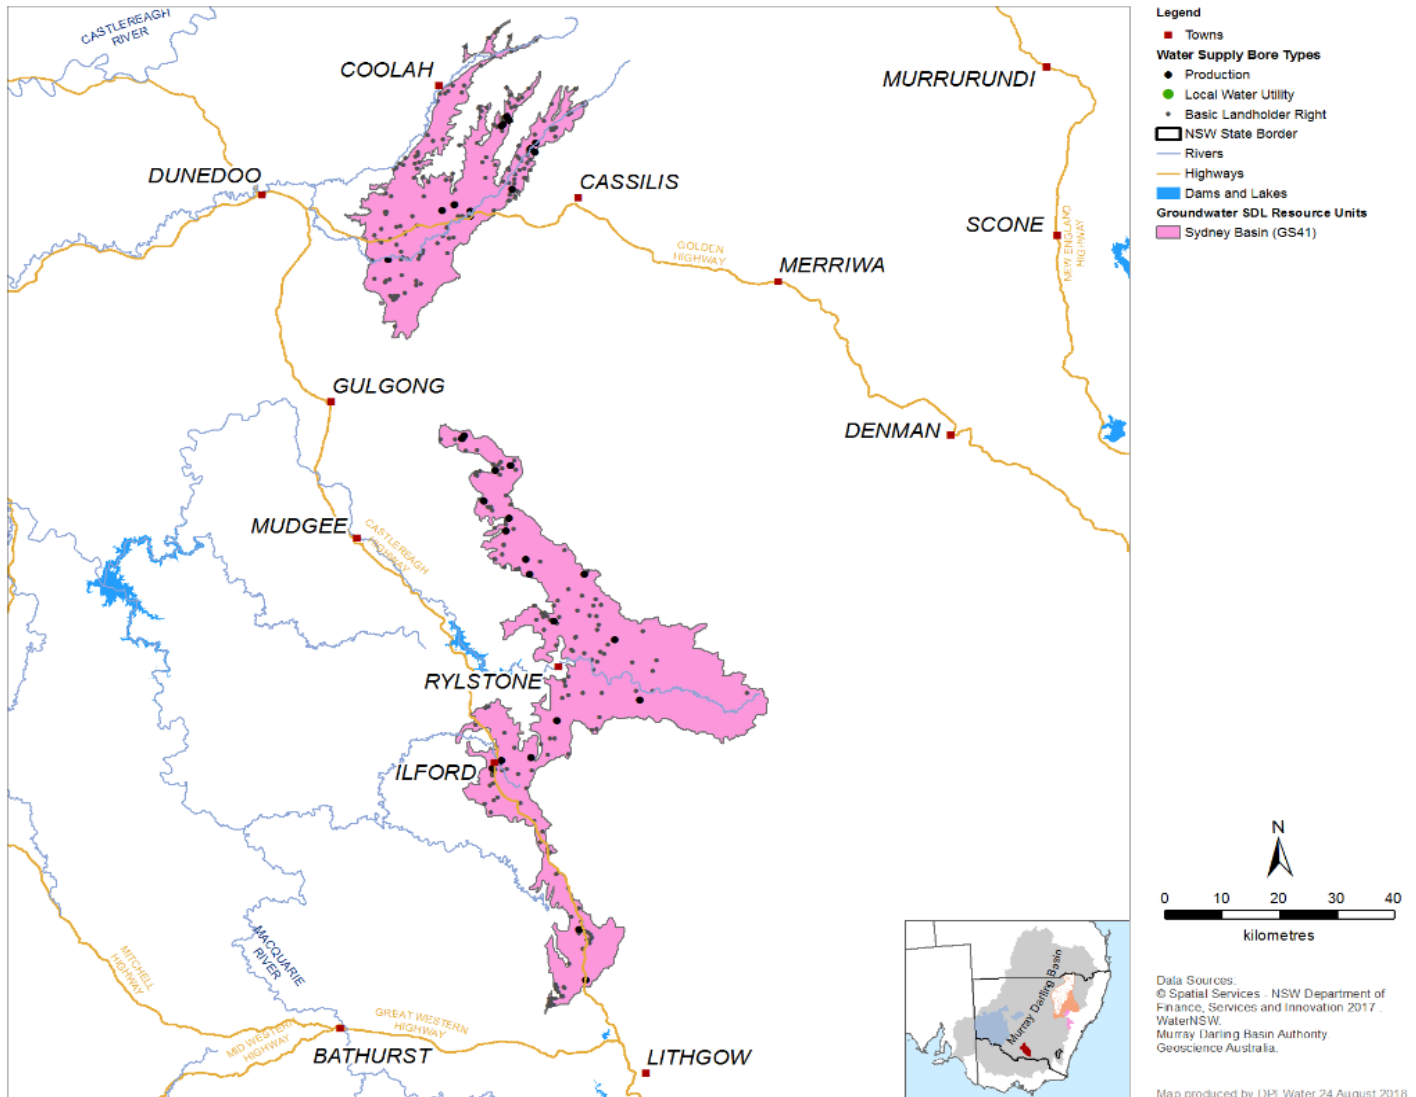 CASTLEREAGH
RIVER
COOLAH
MURRURUNDI
DUNEDOO
CASSILIS
SCONE
GOLDEN
HIGHWAY
NEW ENGLAND
HIGHWAY
MERRIWA
GULGONG
DENMAN
MUDGEE
CASTLEREAGH
HIGHWAY
RYLSTONE
ILFORD
MACQUARIE
RIVER
MITCHELL
HIGHWAY
MID WESTERN
HIGHWAY
GREAT WESTERN
HIGHWAY
BATHURST
LITHGOW
Murray Darling Basin
Legend
Towns
Water Supply Bore Types
Production
Local Water Utility
Basic Landholder Right
NSW State Border
Rivers
Highways
Dams and Lakes
Groundwater SDL Resource Units
Sydney Basin (GS41)
N
0 10 20 30 40
kilometres
Data Sources:
© Spatial Services - NSW Department of
Finance, Services and Innovation 2017 .
WaterNSW.
Murray Darling Basin Authority.
Geoscience Australia.
Map produced by DPI Water 24 August 2018